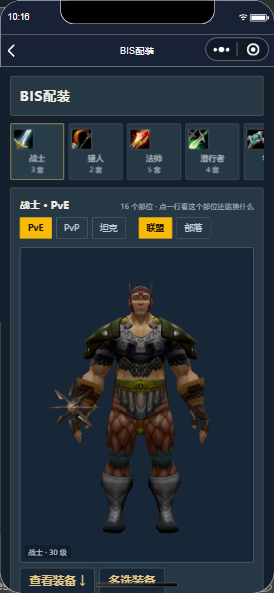 10:16
BIS配装
BIS配装
战士 猎人 法师 潜行者
3 套 2 套 5 套 4 套
战士 • PvE 16 个部位 · 点一行看这个部位还能换什么
PvE PvP 坦克 联盟 部落
战士 · 30 级
查看装备↓ 多选装备